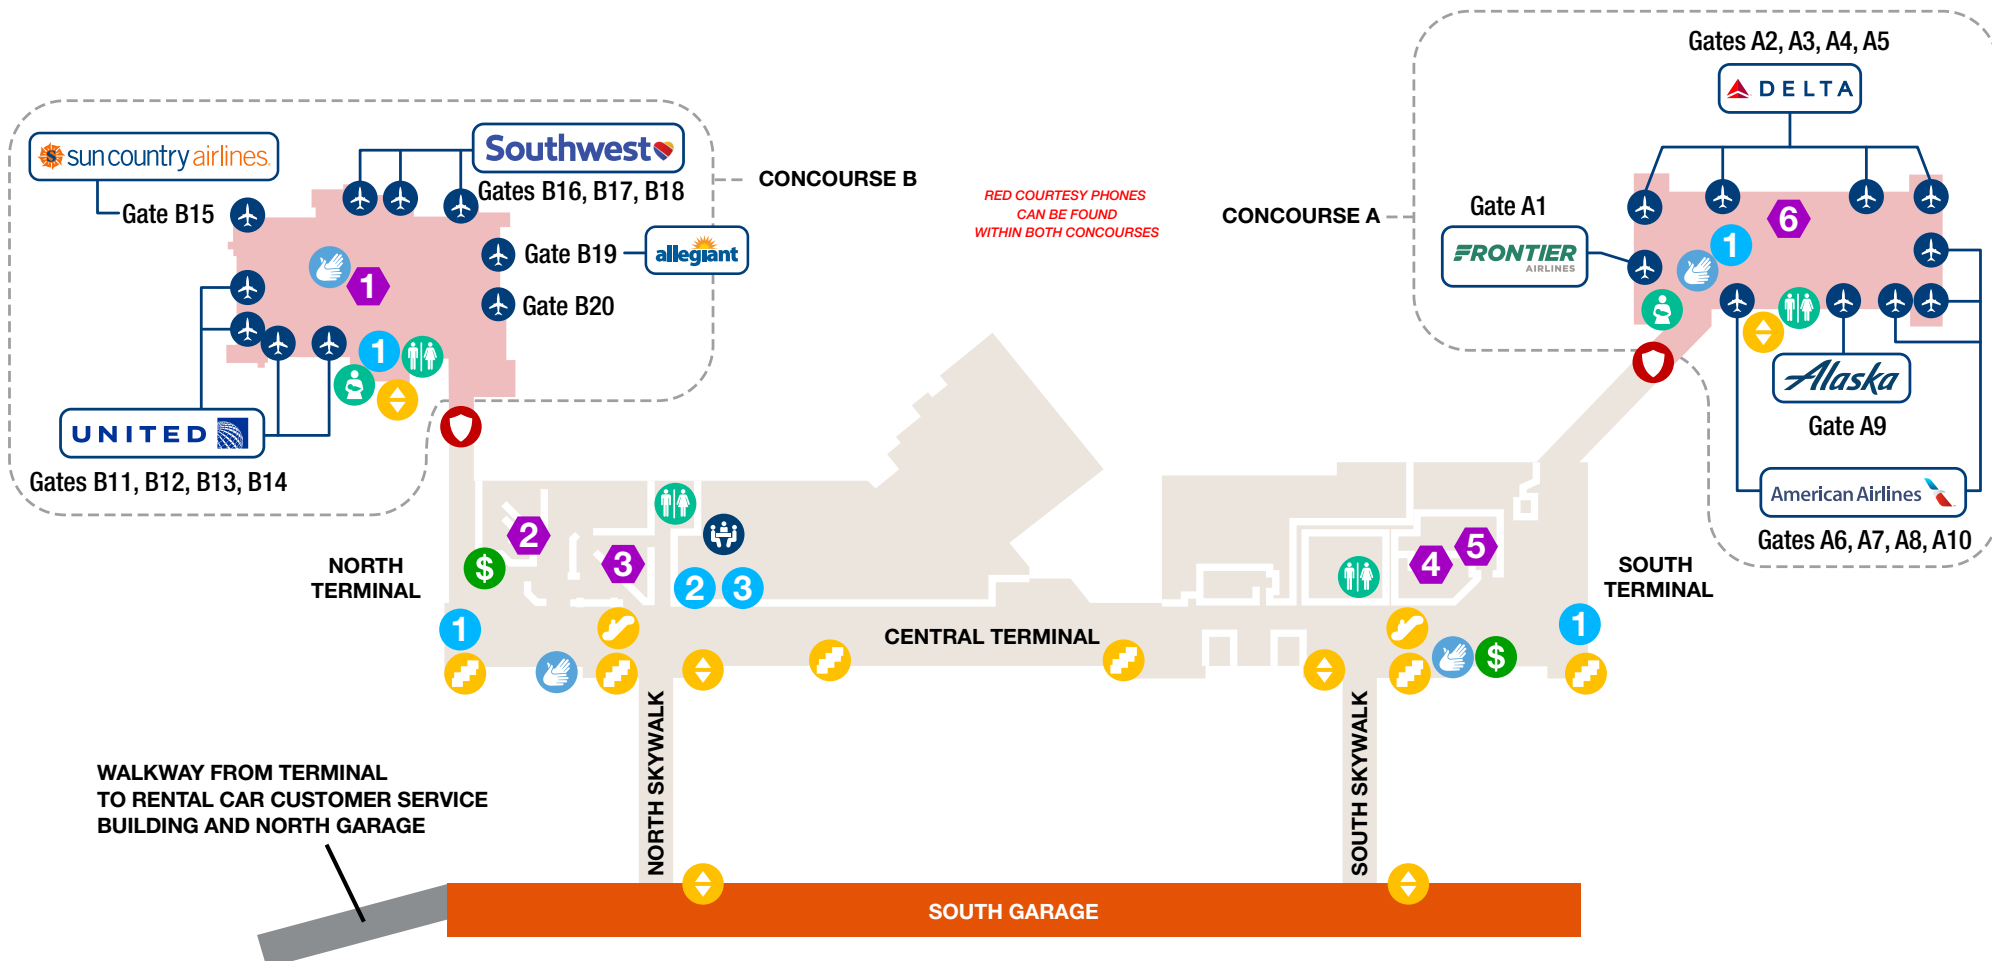 Gates A2, A3, A4, A5
DELTA
sun country airlines.
Southwest
Gate B15
Gates B16, B17, B18
CONCOURSE B
RED COURTESY PHONES
CAN BE FOUND
WITHIN BOTH CONCOURSES
CONCOURSE A
Gate A1
FRONTIER
AIRLINES
6
1
Gate B19
allegiant
1
Gate B20
1
UNITED
Gates B11, B12, B13, B14
Alaska
Gate A9
American Airlines
Gates A6, A7, A8, A10
NORTH
TERMINAL
2
$
3
2
3
1
CENTRAL TERMINAL
4
5
SOUTH
TERMINAL
1
$
NORTH SKYWALK
SOUTH SKYWALK
WALKWAY FROM TERMINAL
TO RENTAL CAR CUSTOMER SERVICE
BUILDING AND NORTH GARAGE
SOUTH GARAGE